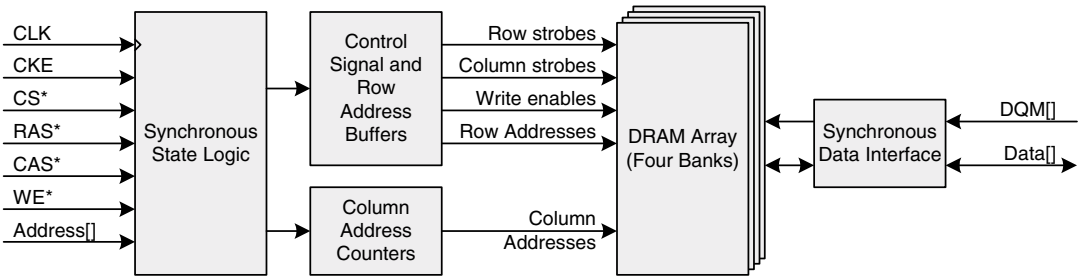 CLK
CKE
CS*
RAS*
CAS*
WE*
Address[]
Synchronous
State Logic
Control
Signal and
Row
Address
Buffers
Column
Address
Counters
Row strobes
Column strobes
Write enables
Row Addresses
Column
Addresses
DRAM Array
(Four Banks)
Synchronous
Data Interface
DQM[]
Data[]